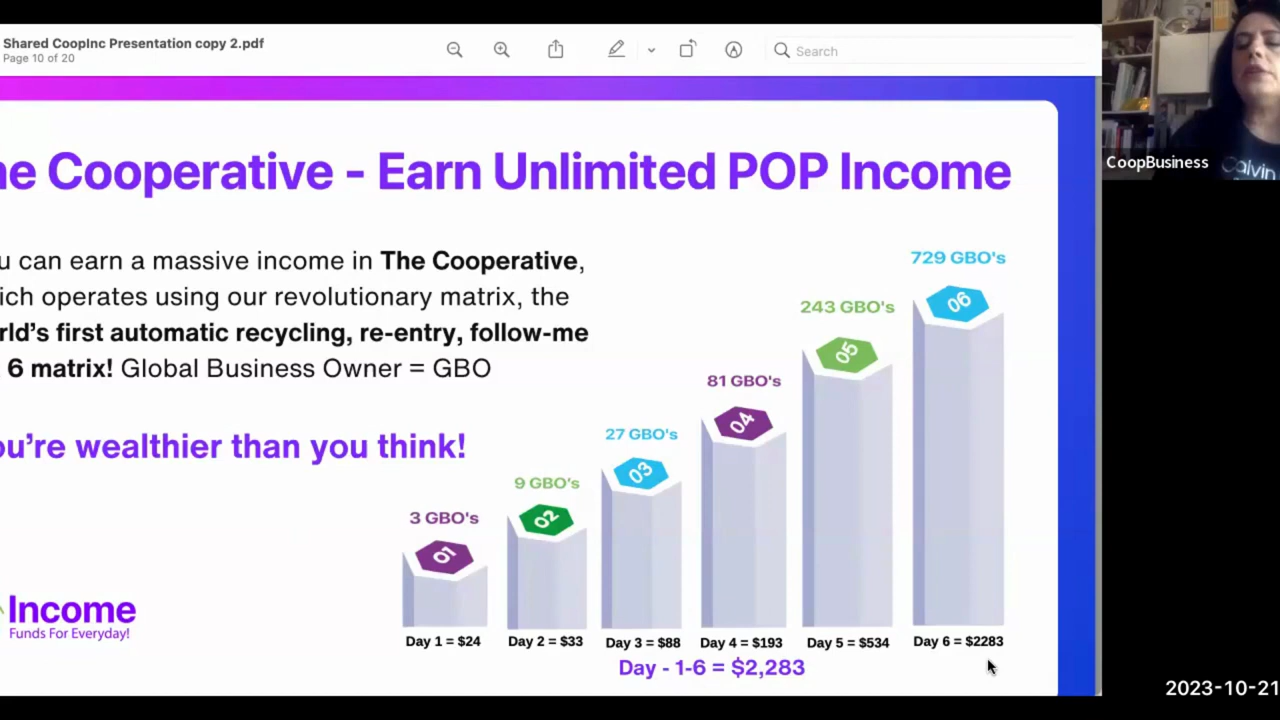 Shared CoopInc Presentation copy 2.pdf
Page 10 of 20
Search
CoopBusiness
Calvin
Cooperative - Earn Unlimited POP Income
can earn a massive income in The Cooperative,
operates using our revolutionary matrix, the
first automatic recycling, re-entry, follow-me
6 matrix! Global Business Owner = GBO
wealthier than you think!
729 GBO's
06
243 GBO's
05
81 GBO's
04
27 GBO's
03
9 GBO's
02
3 GBO's
01
Income
Funds For Everyday!
Day 1 = $24 Day 2 = $33 Day 3 = $88 Day 4 = $193 Day 5 = $534 Day 6 = $2283
Day - 1-6 = $2,283
2023-10-21